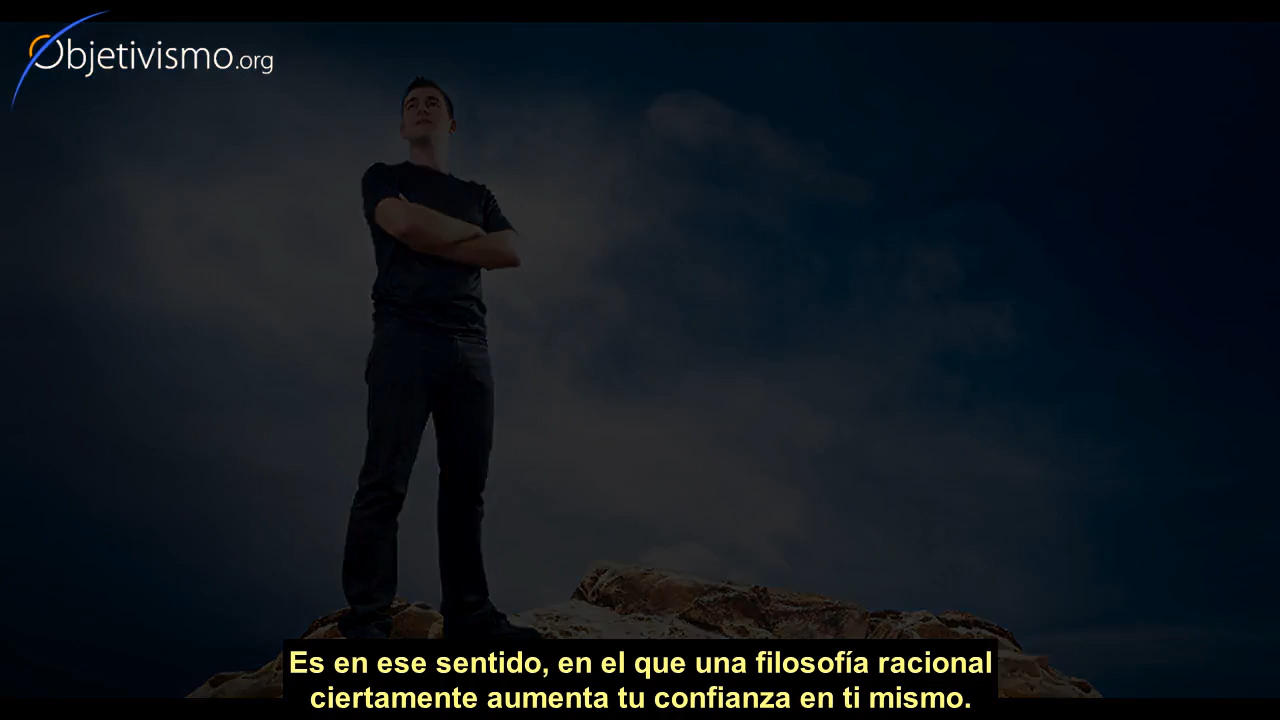 Objetivismo.org
Es en ese sentido, en el que una filosofía racional
ciertamente aumenta tu confianza en ti mismo.